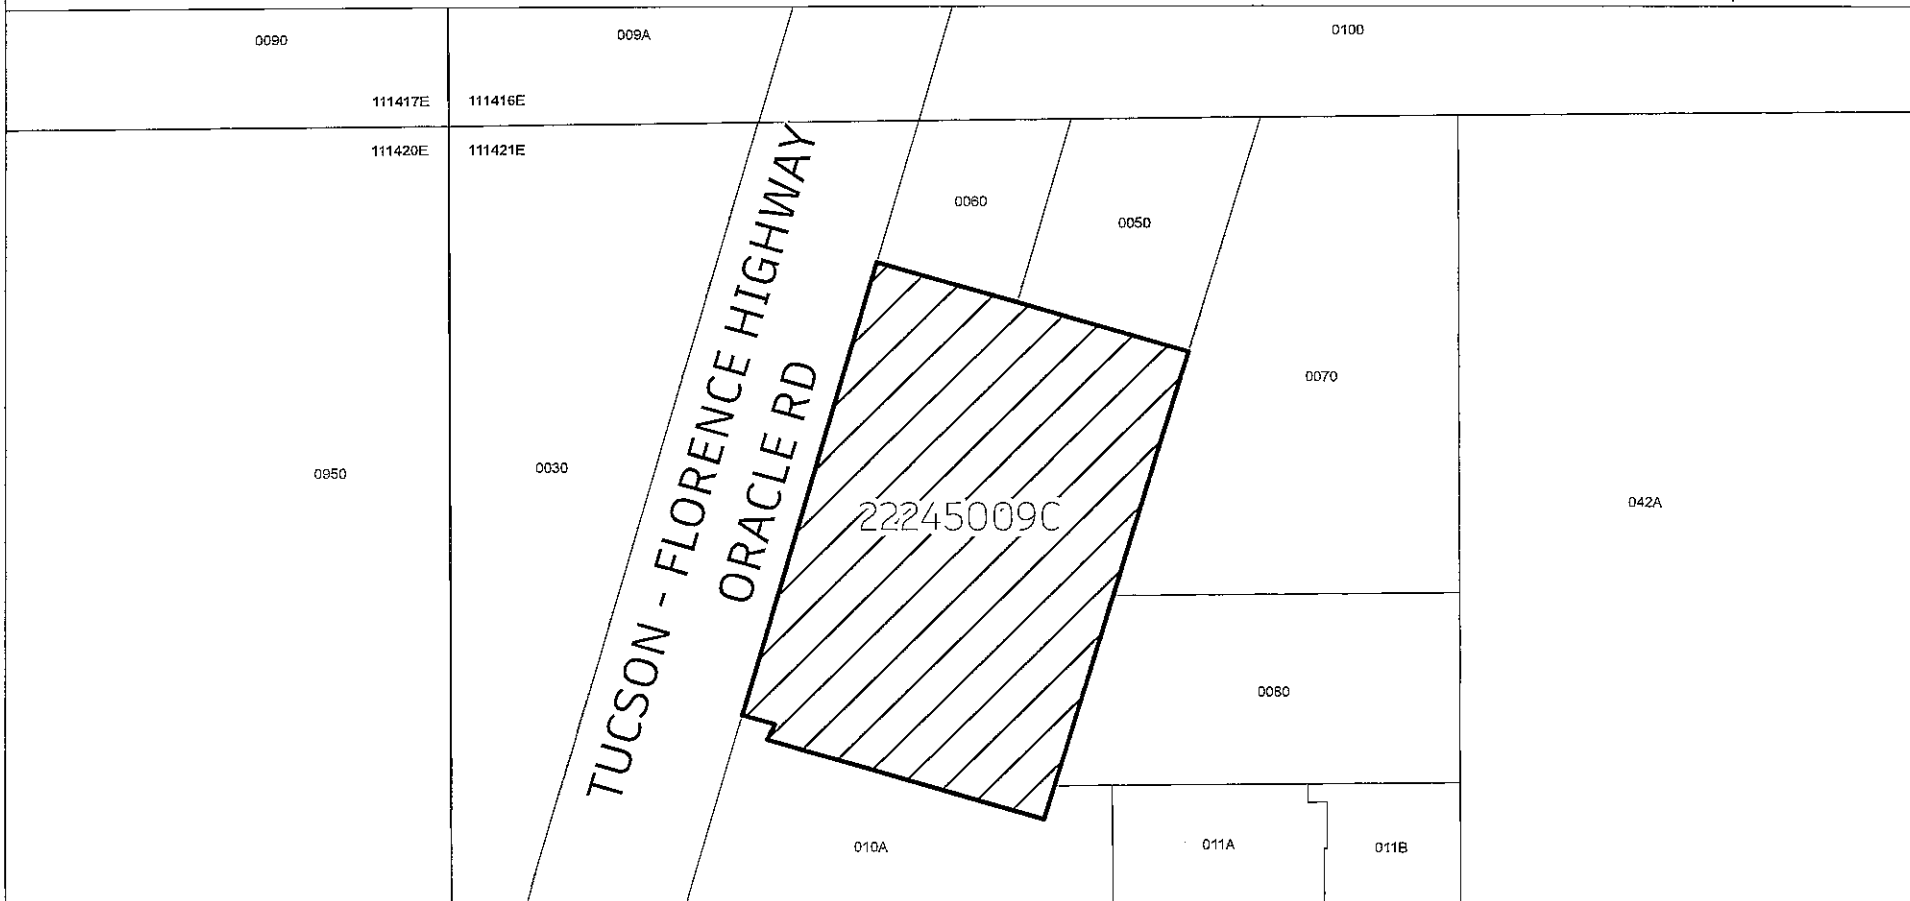 0090
009A
0100
111417E
111416E
111420E
111421E
0060
0050
TUCSON - FLORENCE HIGHWAY
ORACLE RD
0070
0950
0030
22245009C
042A
0080
010A
011A
011B